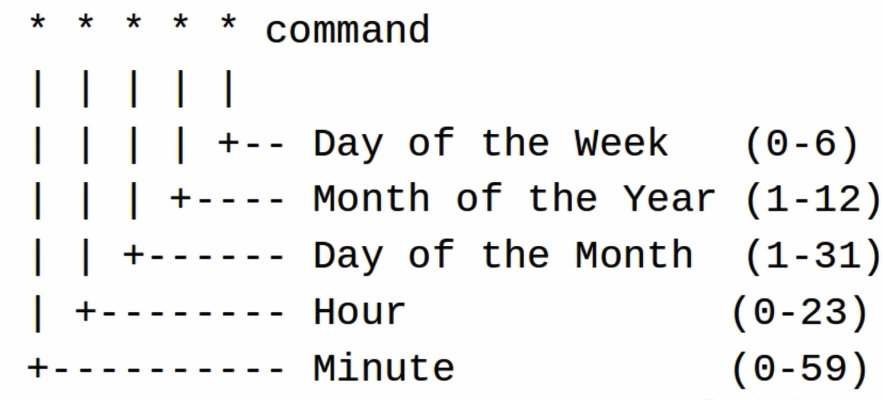 * * * * * command
| | | | |
| | | | +-- Day of the Week   (0-6)
| | | +---- Month of the Year (1-12)
| | +------ Day of the Month  (1-31)
| +-------- Hour              (0-23)
+---------- Minute            (0-59)